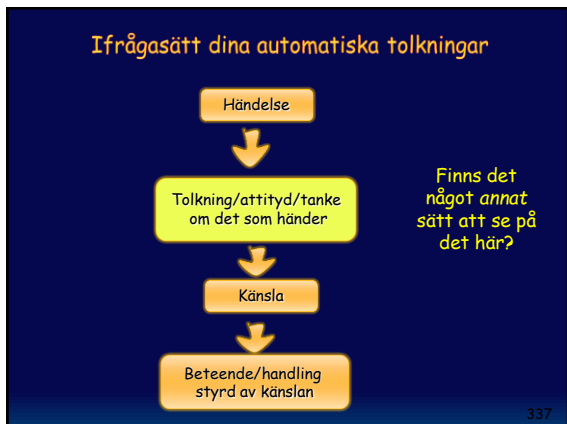 Ifrågasätt dina automatiska tolkningar
Händelse
Tolkning/attityd/tanke
om det som händer
Finns det
något annat
sätt att se på
det här?
Känsla
Beteende/handling
styrd av känslan
337